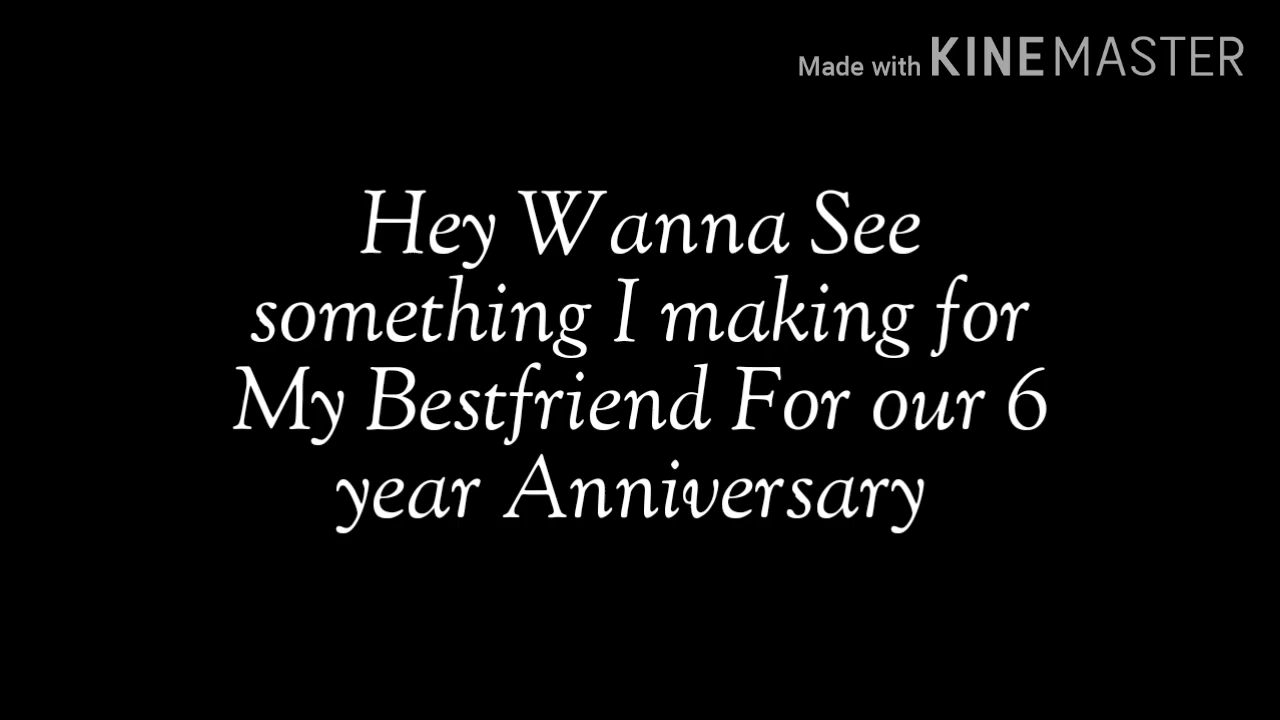 Made with KINEMASTER
Hey Wanna See
something I making for
My Bestfriend For our 6
year Anniversary